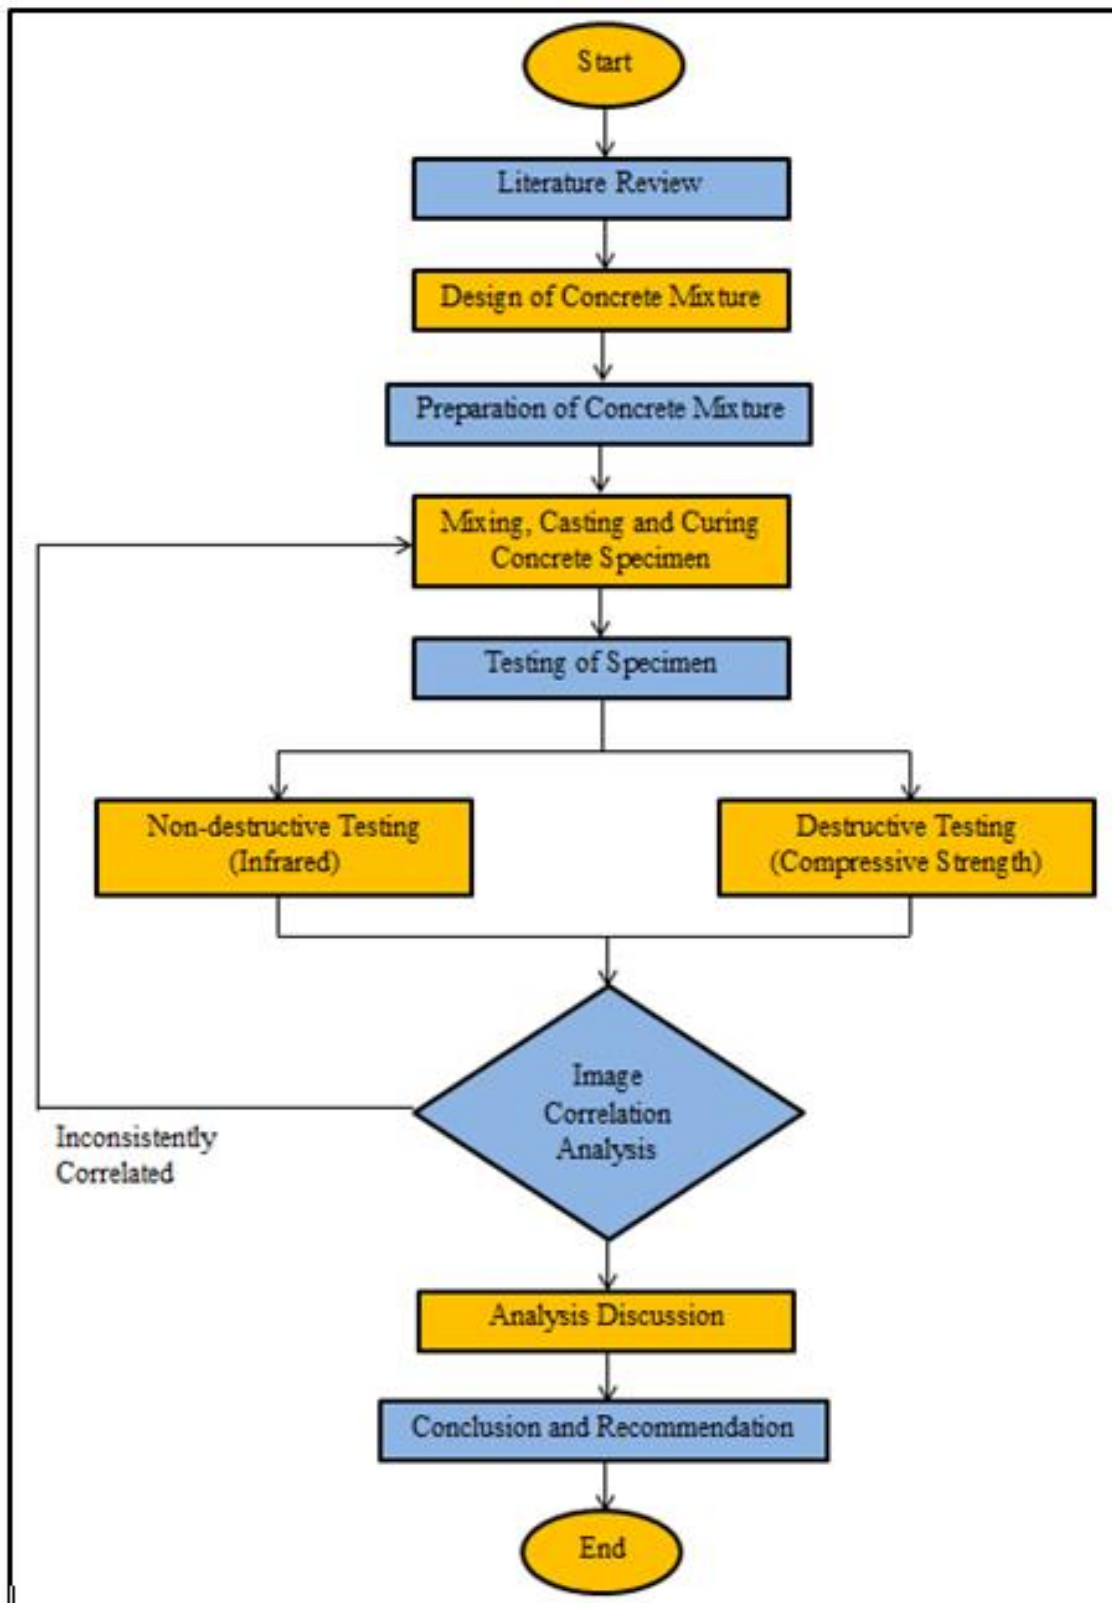 Start
Literature Review
Design of Concrete Mixture
Preparation of Concrete Mixture
Mixing, Casting and Curing
Concrete Specimen
Testing of Specimen
Non-destructive Testing
(Infrared)
Destructive Testing
(Compressive Strength)
Image
Correlation
Analysis
Inconsistently
Correlated
Analysis Discussion
Conclusion and Recommendation
End